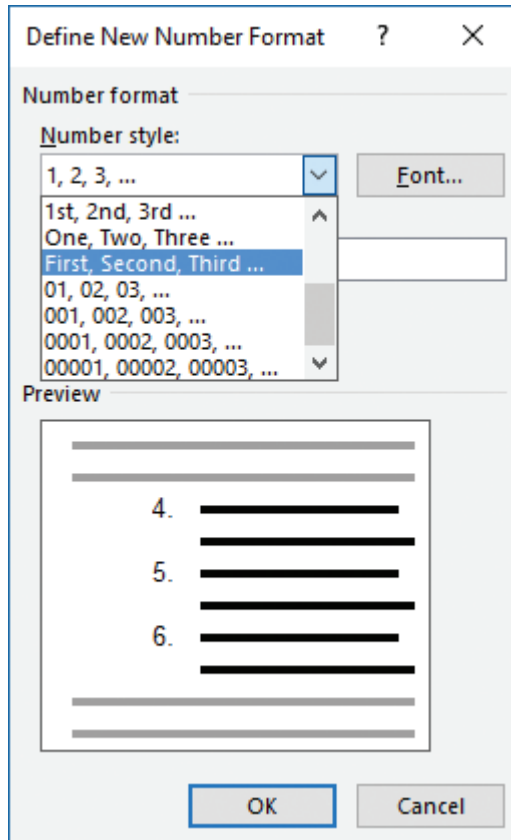 Define New Number Format ? ×
Number format
Number style:
1, 2, 3, ...
Font...
1st, 2nd, 3rd ...
One, Two, Three ...
First, Second, Third ...
01, 02, 03, ...
001, 002, 003, ...
0001, 0002, 0003, ...
00001, 00002, 00003, ...
Preview
4.
5.
6.
OK Cancel